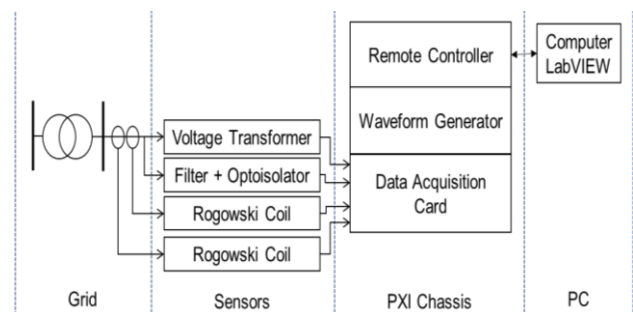 Remote Controller
Computer
LabVIEW
Voltage Transformer
Waveform Generator
Filter + Optoisolator
Data Acquisition
Card
Rogowski Coil
Rogowski Coil
Grid
Sensors
PXI Chassis
PC